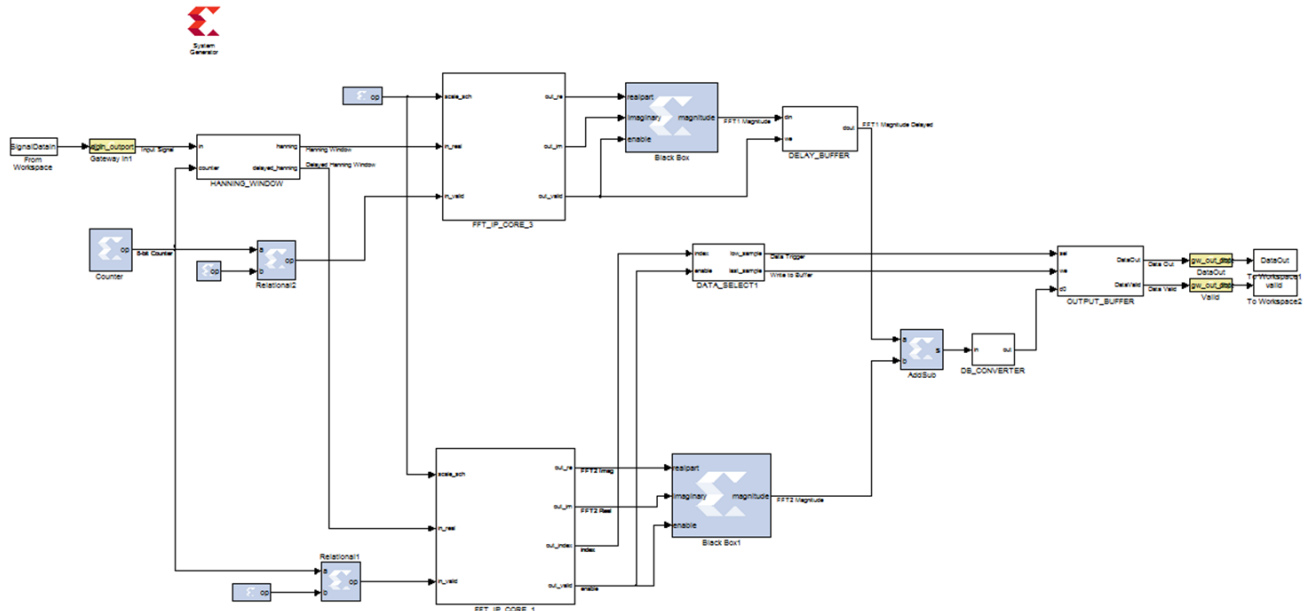 System
Generator
SignalDataIn
From
Workspace
Gateway In1
Input Signal
in
counter
hanning
delayed_hanning
HANNING_WINDOW
Hanning Window
Delayed Hanning Window
op
scale_sch
in_real
in_valid
out_re
out_im
out_valid
FFT_IP_CORE_3
realpart
imaginary
enable
magnitude
Black Box
FFT1 Magnitude
din
we
dout
DELAY_BUFFER
FFT1 Magnitude Delayed
op
Counter
8-bit Counter
op
a
b
op
Relational2
index
enable
low_sample
last_sample
DATA_SELECT1
Data Trigger
Write to Buffer
sel
we
d0
DataOut
DataValid
OUTPUT_BUFFER
Data Out
Data Valid
DataOut
Valid
DataOut
To Workspace1
valid
To Workspace2
a
b
s
AddSub
in
out
DB_CONVERTER
scale_sch
in_real
in_valid
out_re
out_im
out_index
out_valid
FFT_IP_CORE_1
FFT2 Imag
FFT2 Real
index
enable
realpart
imaginary
enable
magnitude
Black Box1
FFT2 Magnitude
Relational1
a
b
op
op